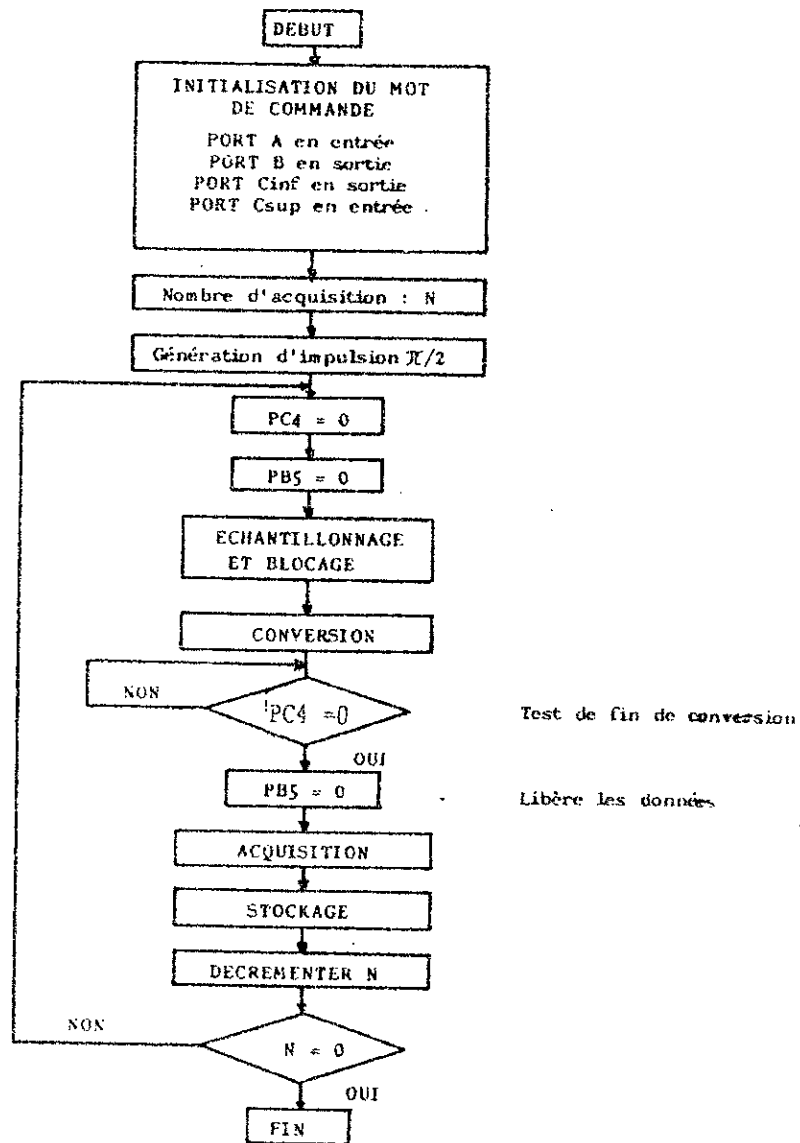 DEBUT
INITIALISATION DU MOT
DE COMMANDE
PORT A en entrée
PORT B en sortie
PORT Cinf en sortie
PORT Csup en entrée
Nombre d'acquisition : N
Génération d'impulsion π/2
PC4 = 0
PB5 = 0
ECHANTILLONNAGE
ET BLOCAGE
CONVERSION
NON
PC4 =0
Test de fin de conversion
OUI
PB5 = 0
Libère les données
ACQUISITION
STOCKAGE
DECREMENTER N
NON
N = 0
OUI
FIN